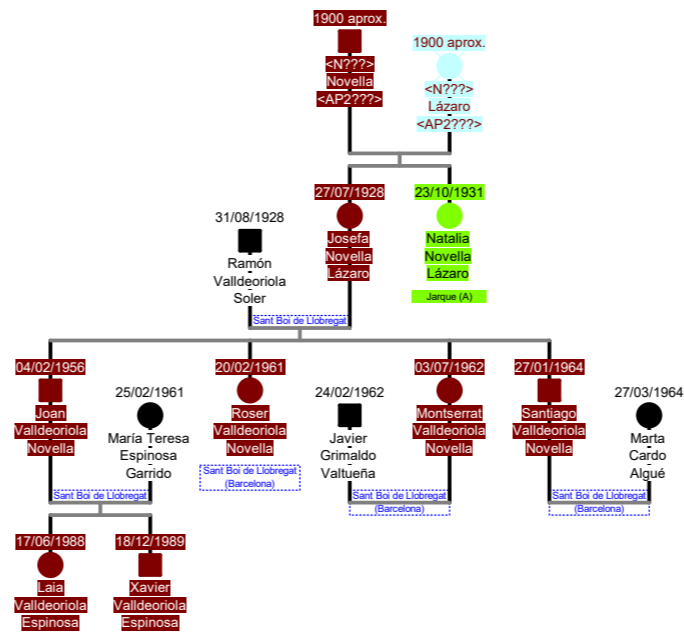 1900 aprox.
<N???>
Novella
<AP2???>
1900 aprox.
<N???>
Lázaro
<AP2???>
31/08/1928
Ramón
Valldeoriola
Soler
27/07/1928
Josefa
Novella
Lázaro
23/10/1931
Natalia
Novella
Lázaro
Jarque (A)
Sant Boi de Llobregat
04/02/1956
Joan
Valldeoriola
Novella
25/02/1961
María Teresa
Espinosa
Garrido
Sant Boi de Llobregat
20/02/1961
Roser
Valldeoriola
Novella
Sant Boi de Llobregat
(Barcelona)
24/02/1962
Javier
Grimaldo
Valtueña
03/07/1962
Montserrat
Valldeoriola
Novella
Sant Boi de Llobregat
(Barcelona)
27/01/1964
Santiago
Valldeoriola
Novella
27/03/1964
Marta
Cardo
Algué
Sant Boi de Llobregat
(Barcelona)
17/06/1988
Laia
Valldeoriola
Espinosa
18/12/1989
Xavier
Valldeoriola
Espinosa